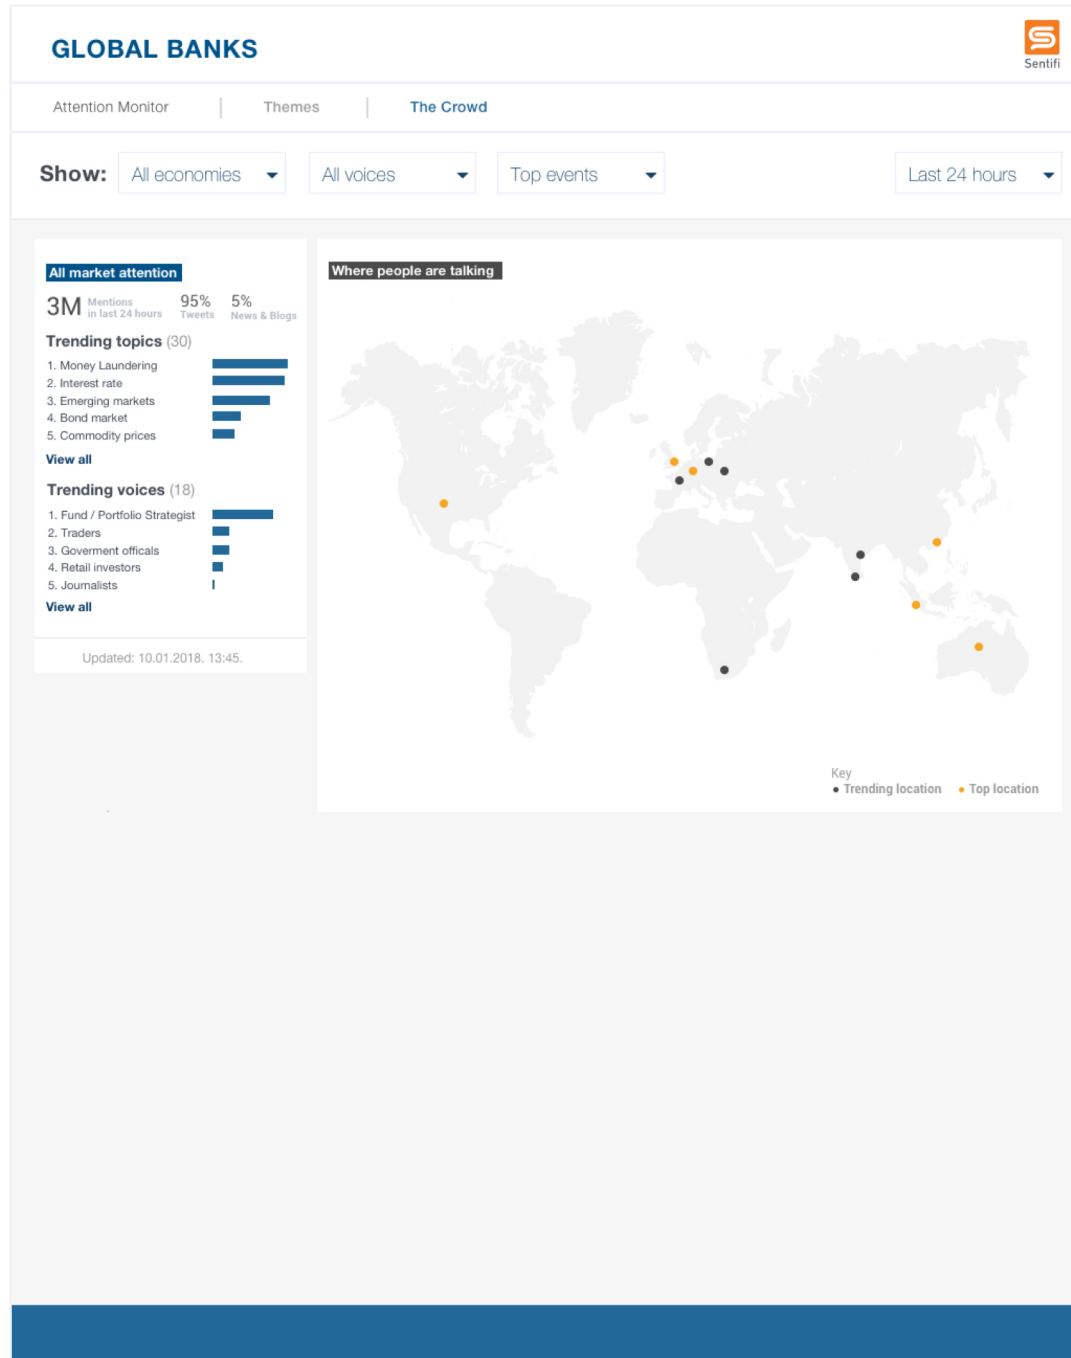 GLOBAL BANKS
Sentifi
Attention Monitor | Themes | The Crowd
Show: All economies All voices Top events Last 24 hours
All market attention
3M Mentions in last 24 hours 95% Tweets 5% News & Blogs
Trending topics (30)
1. Money Laundering
2. Interest rate
3. Emerging markets
4. Bond market
5. Commodity prices
View all
Trending voices (18)
1. Fund / Portfolio Strategist
2. Traders
3. Goverment officals
4. Retail investors
5. Journalists
View all
Updated: 10.01.2018. 13:45.
Where people are talking
Key
Trending location Top location